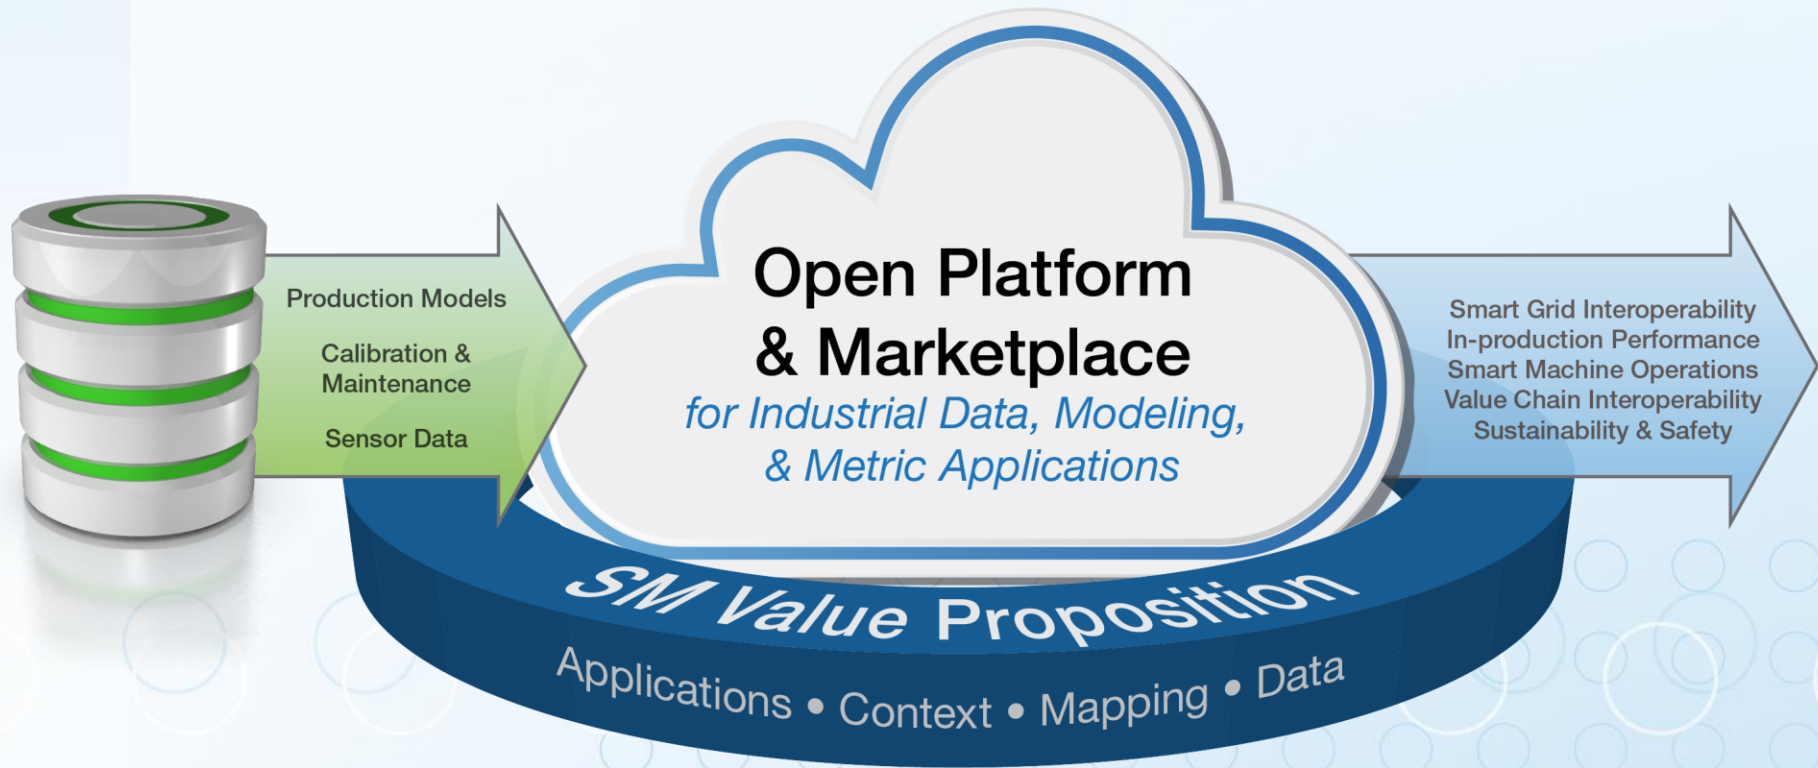 Production Models
Calibration &
Maintenance
Sensor Data
Open Platform
& Marketplace
for Industrial Data, Modeling,
& Metric Applications
Smart Grid Interoperability
In-production Performance
Smart Machine Operations
Value Chain Interoperability
Sustainability & Safety
SM Value Proposition
Applications • Context • Mapping • Data